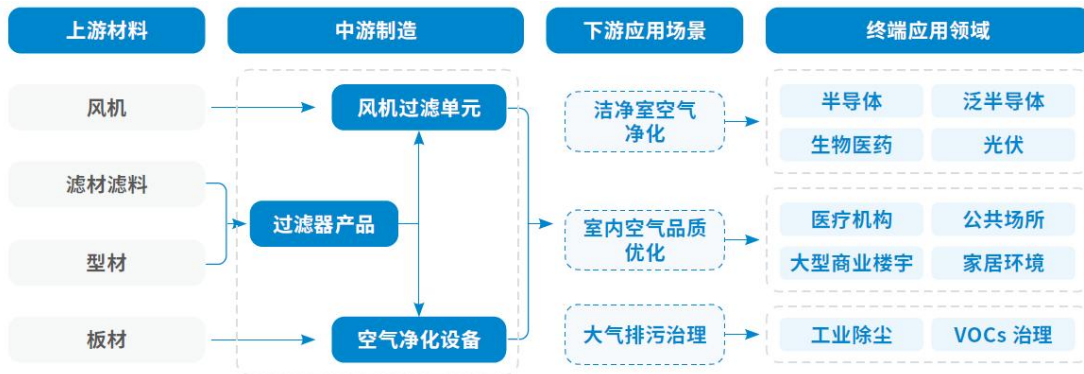 上游材料
中游制造
下游应用场景
终端应用领域
风机
滤材滤料
型材
板材
风机过滤单元
过滤器产品
空气净化设备
洁净室空气
净化
室内空气品质
优化
大气排污治理
半导体
泛半导体
生物医药
光伏
医疗机构
公共场所
大型商业楼宇
家居环境
工业除尘
VOCs 治理